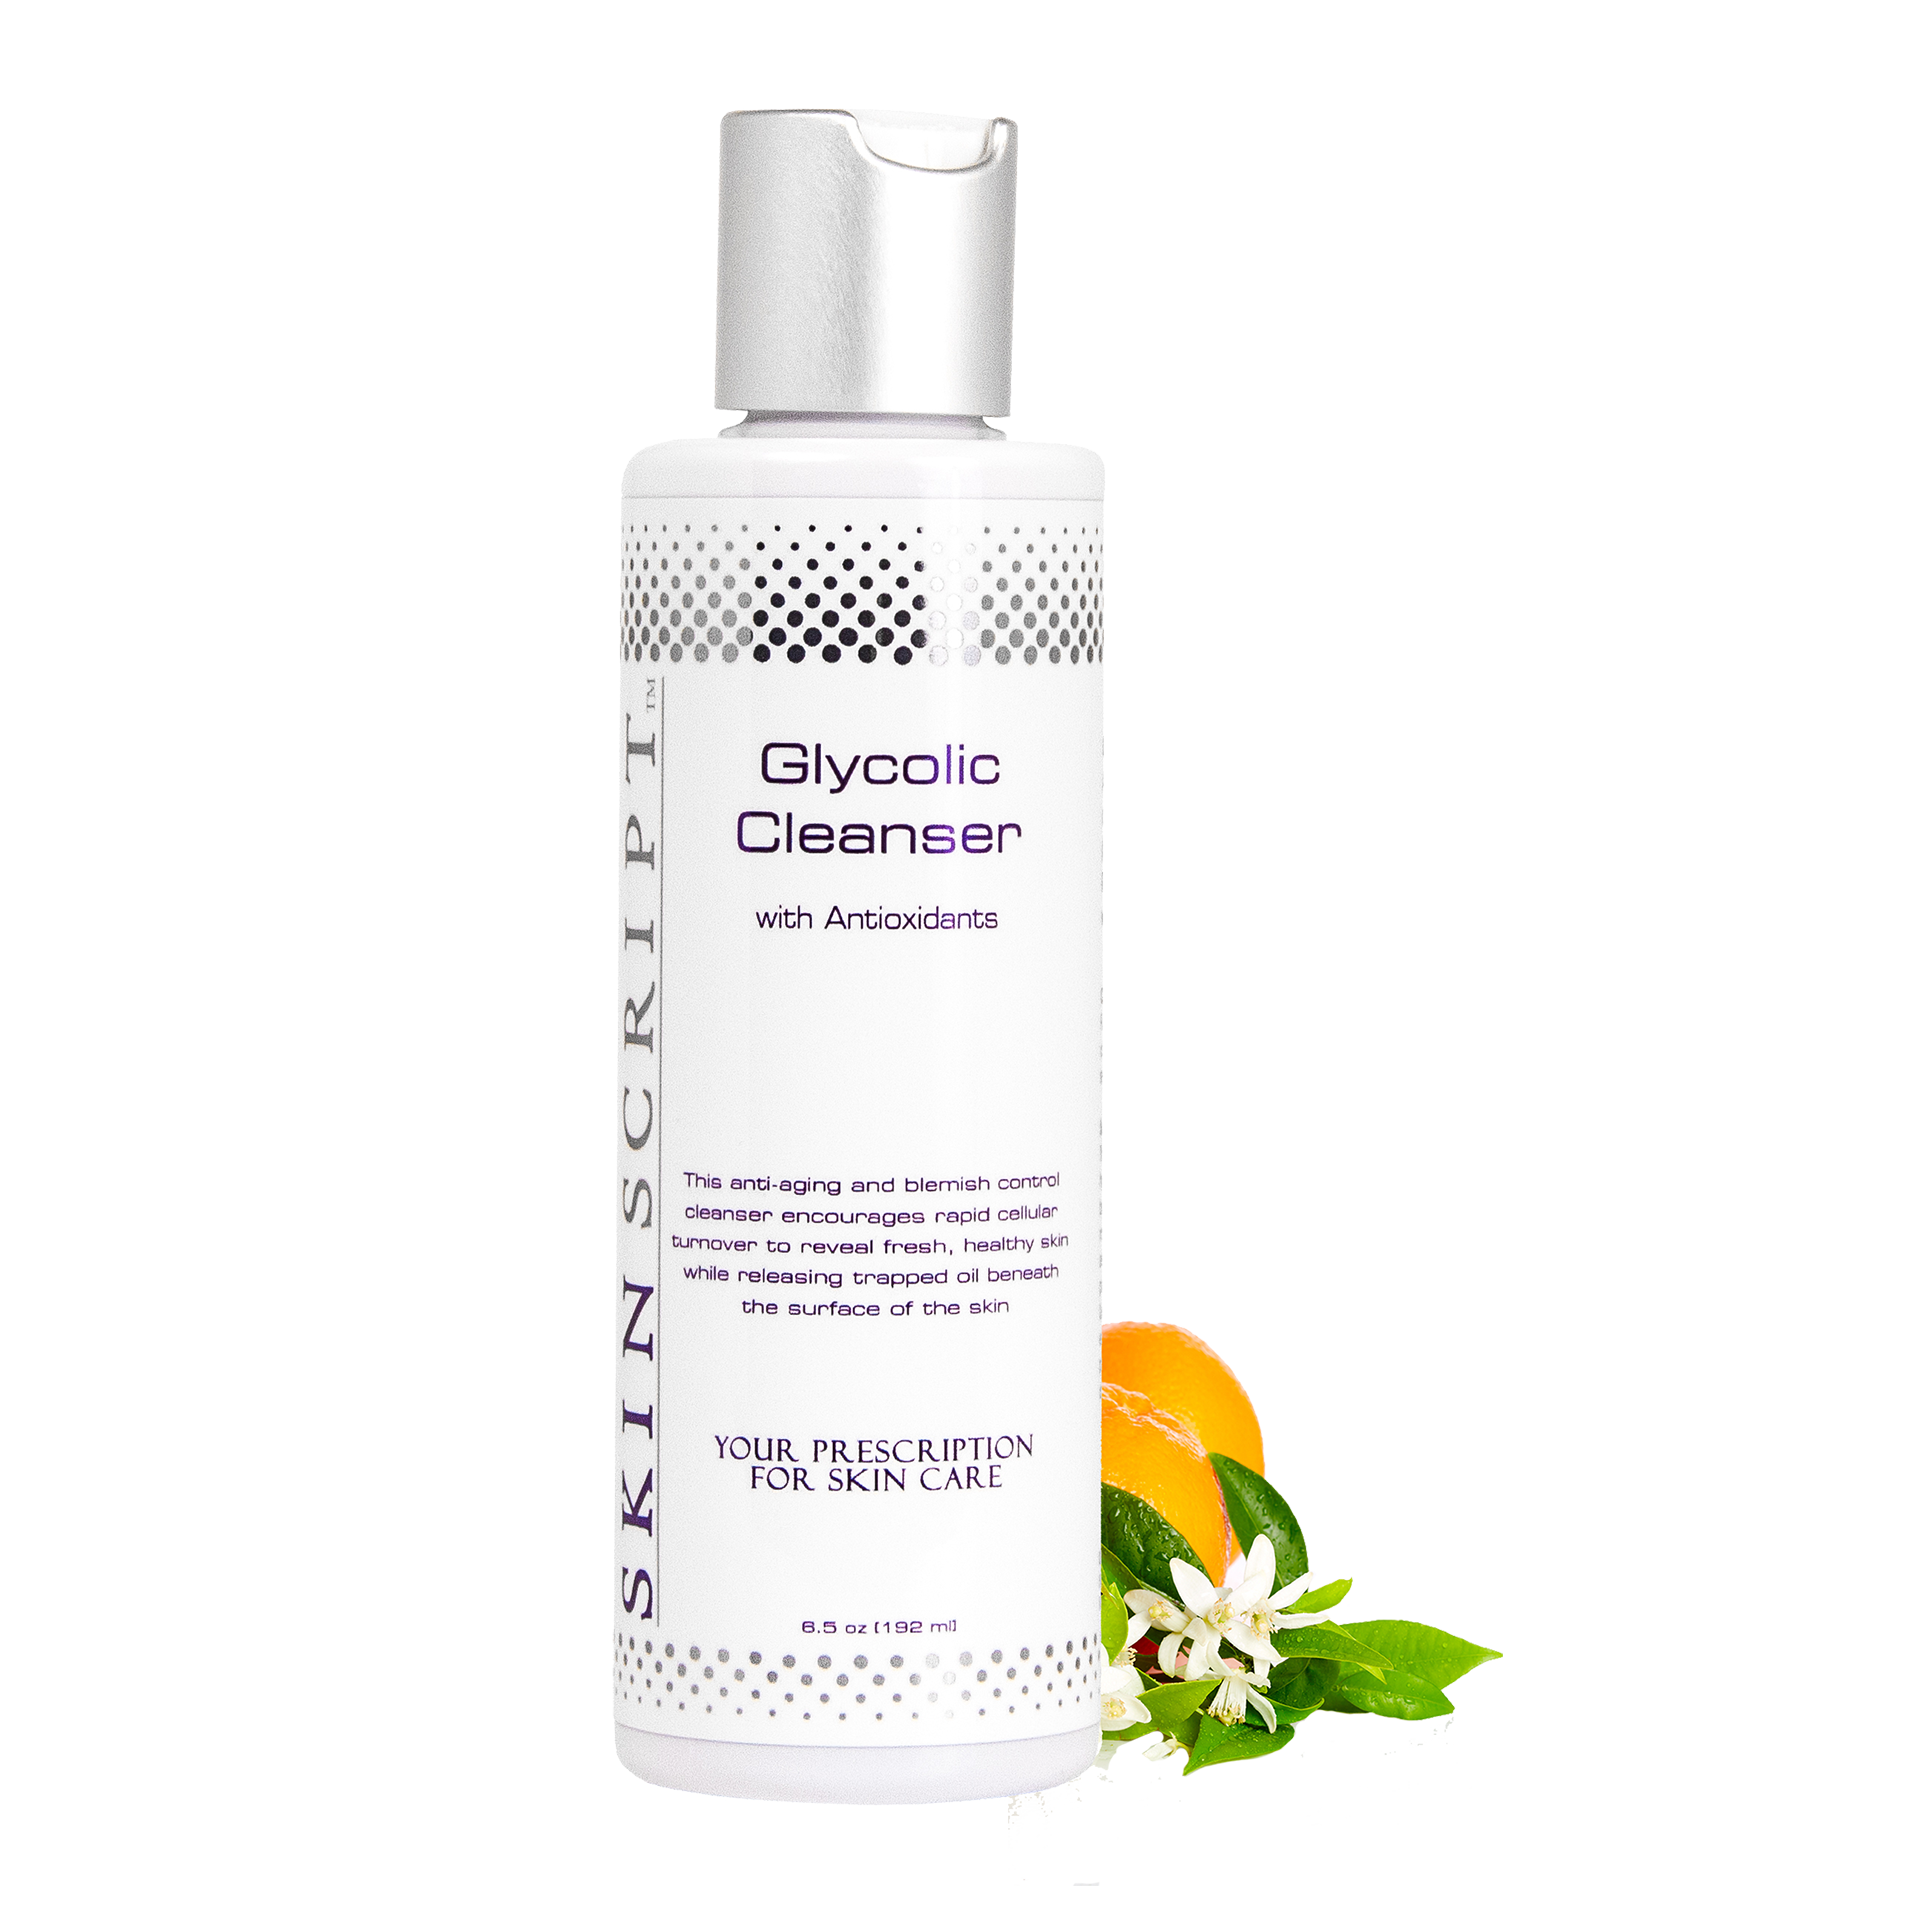 SKIN SCRIPT™
Glycolic
Cleanser
with Antioxidants
This anti-aging and blemish control
cleanser encourages rapid cellular
turnover to reveal fresh, healthy skin
while releasing trapped oil beneath
the surface of the skin
YOUR PRESCRIPTION
FOR SKIN CARE
6.5 oz (192 ml)